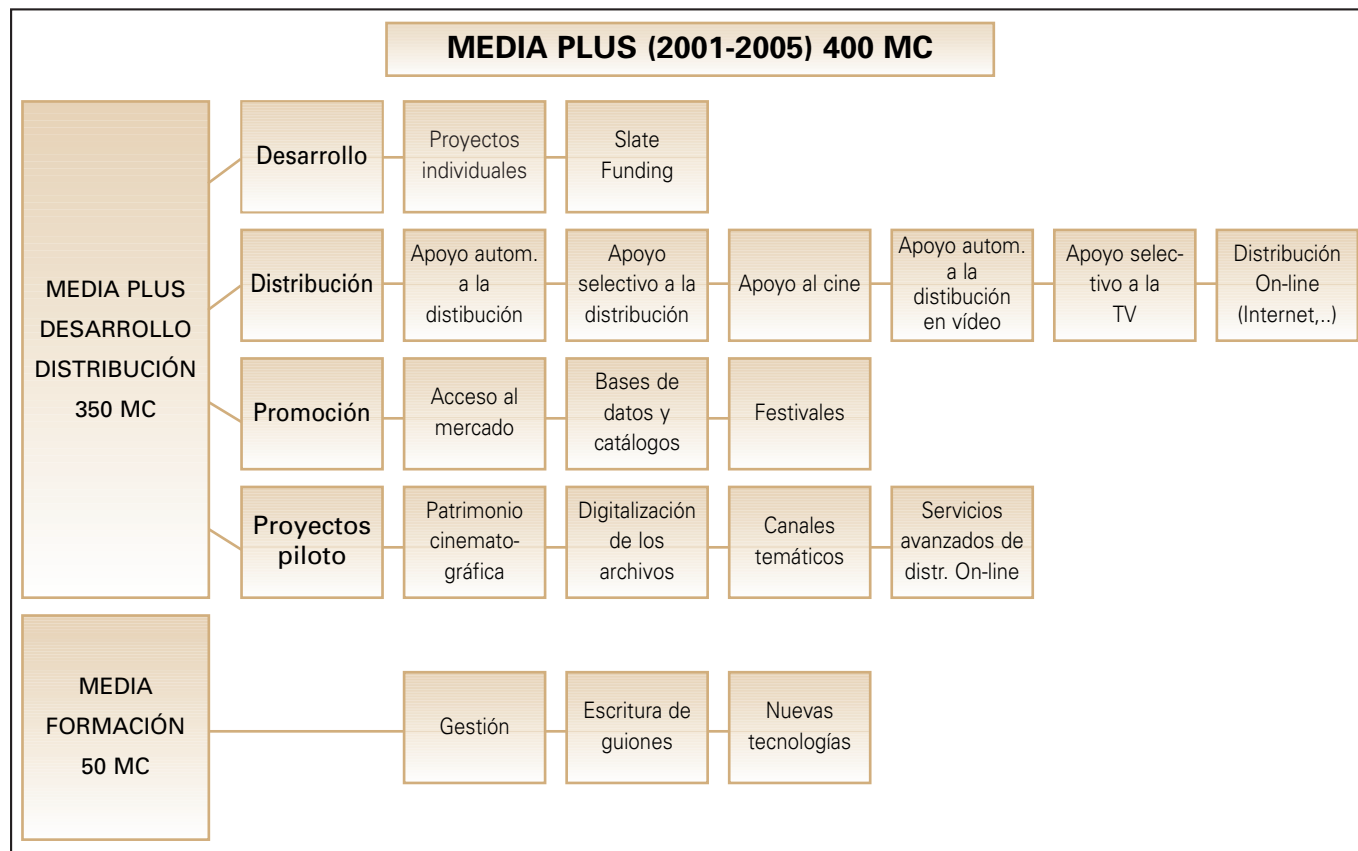 MEDIA PLUS (2001-2005) 400 MC
MEDIA PLUS
DESARROLLO
DISTRIBUCIÓN
350 MC
Desarrollo
Proyectos
individuales
Slate
Funding
Distribución
Apoyo autom.
a la
distibución
Apoyo
selectivo a la
distribución
Apoyo al cine
Apoyo autom.
a la
distibución
en vídeo
Apoyo selec-
tivo a la
TV
Distribución
On-line
(Internet,..)
Promoción
Acceso al
mercado
Bases de
datos y
catálogos
Festivales
Proyectos
piloto
Patrimonio
cinemato-
gráfica
Digitalización
de los
archivos
Canales
temáticos
Servicios
avanzados de
distr. On-line
MEDIA
FORMACIÓN
50 MC
Gestión
Escritura de
guiones
Nuevas
tecnologías